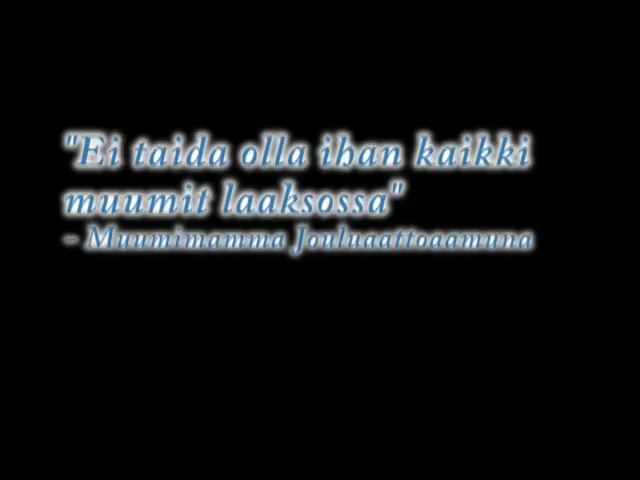 "Ei taida olla ihan kaikki
muumit laaksossa"
– Muumimamma Jouluaattoaamuna